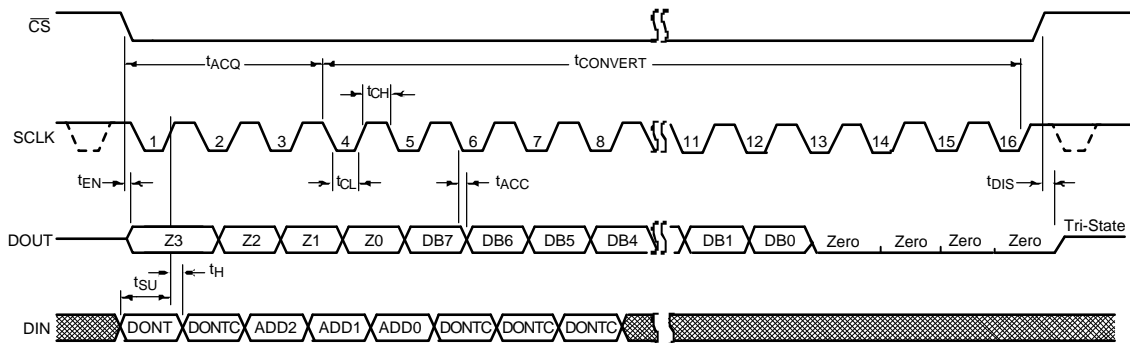 CS
tACQ
tCONVERT
tCH
SCLK
1 2 3 4 5 6 7 8 11 12 13 14 15 16
tEN
tCL
tACC
tDIS
DOUT
Z3 Z2 Z1 Z0 DB7 DB6 DB5 DB4 DB1 DB0 Zero Zero Zero Zero
Tri-State
tSU
tH
DIN
DONT DONTC ADD2 ADD1 ADD0 DONTC DONTC DONTC